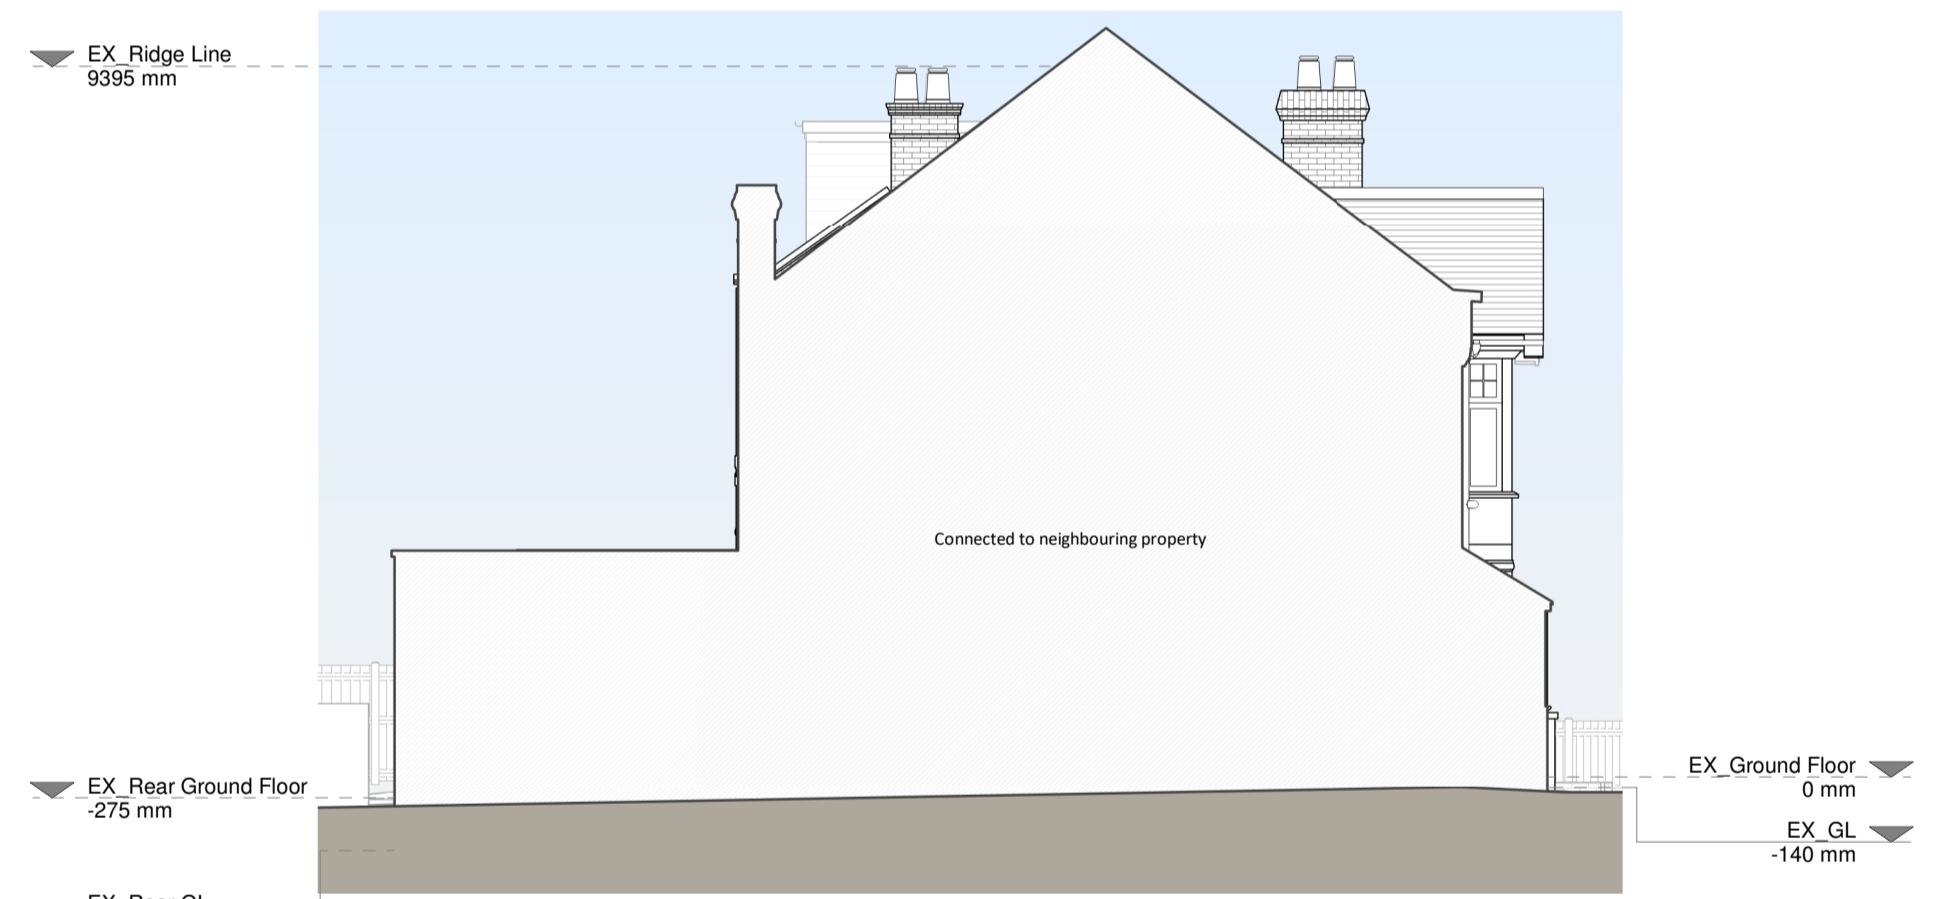 EX_Ridge Line
9395 mm
Connected to neighbouring property
EX_Rear Ground Floor
-275 mm
EX_Ground Floor
0 mm
EX_GL
-140 mm